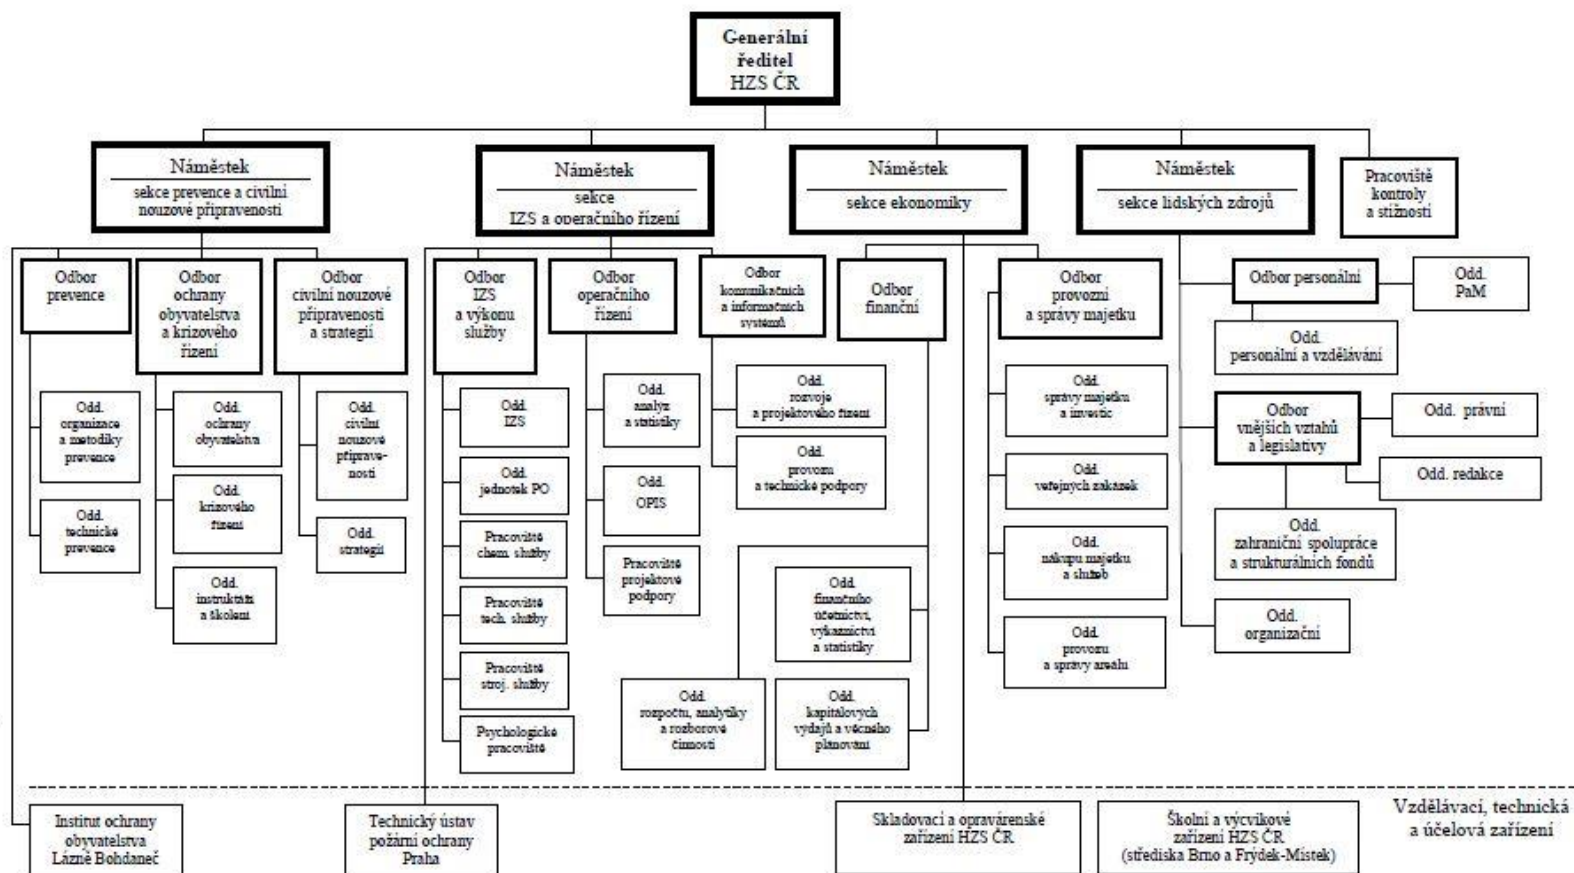 Generální
ředitel
HZS ČR
Náměstek
sekce prevence a civilní
nouzové připravenosti
Náměstek
sekce
IZS a operačního řízení
Náměstek
sekce ekonomiky
Náměstek
sekce lidských zdrojů
Pracoviště
kontroly
a stížností
Odbor
prevence
Odbor
ochrany
obyvatelstva
a krizového
řízení
Odbor
civilní nouzové
připravenosti
a strategií
Odbor
IZS
a výkonu
služby
Odbor
operačního
řízení
Odbor
komunikačních
a informačních
systémů
Odbor
finanční
Odbor
provozní
a správy majetku
Odbor personální
Odd.
PaM
Odd.
personální a vzdělávání
Odbor
vnějších vztahů
a legislativy
Odd. právní
Odd. redakce
Odd.
zahraniční spolupráce
a strukturálních fondů
Odd.
organizační
Odd.
organizace
a metodiky
prevence
Odd.
technické
prevence
Odd.
ochrany
obyvatelstva
Odd.
krizového
řízení
Odd.
instruktáží
a školení
Odd.
civilní
nouzové
připrave-
nosti
Odd.
strategií
Odd.
IZS
Odd.
jednotek PO
Pracoviště
chem. služby
Pracoviště
tech. služby
Pracoviště
stroj. služby
Psychologické
pracoviště
Odd.
analýz
a statistiky
Odd.
OPIS
Pracoviště
projektové
podpory
Odd.
rozvoje
a projektového řízení
Odd.
provozu
a technické podpory
Odd.
finančního
účetnictví,
výkaznictví
a statistiky
Odd.
rozpočtu, analytiky
a rozborové
činnosti
Odd.
kapitálových
výdajů a věcného
plánování
Odd.
správy majetku
a investic
Odd.
veřejných zakázek
Odd.
nákupu majetku
a služeb
Odd.
provozu
a správy areálu
Institut ochrany
obyvatelstva
Lázně Bohdaneč
Technický ústav
požární ochrany
Praha
Skladovací a opravárenské
zařízení HZS ČR
Školní a výcvikové
zařízení HZS ČR
(střediska Brno a Frýdek-Místek)
Vzdělávací, technická
a účelová zařízení